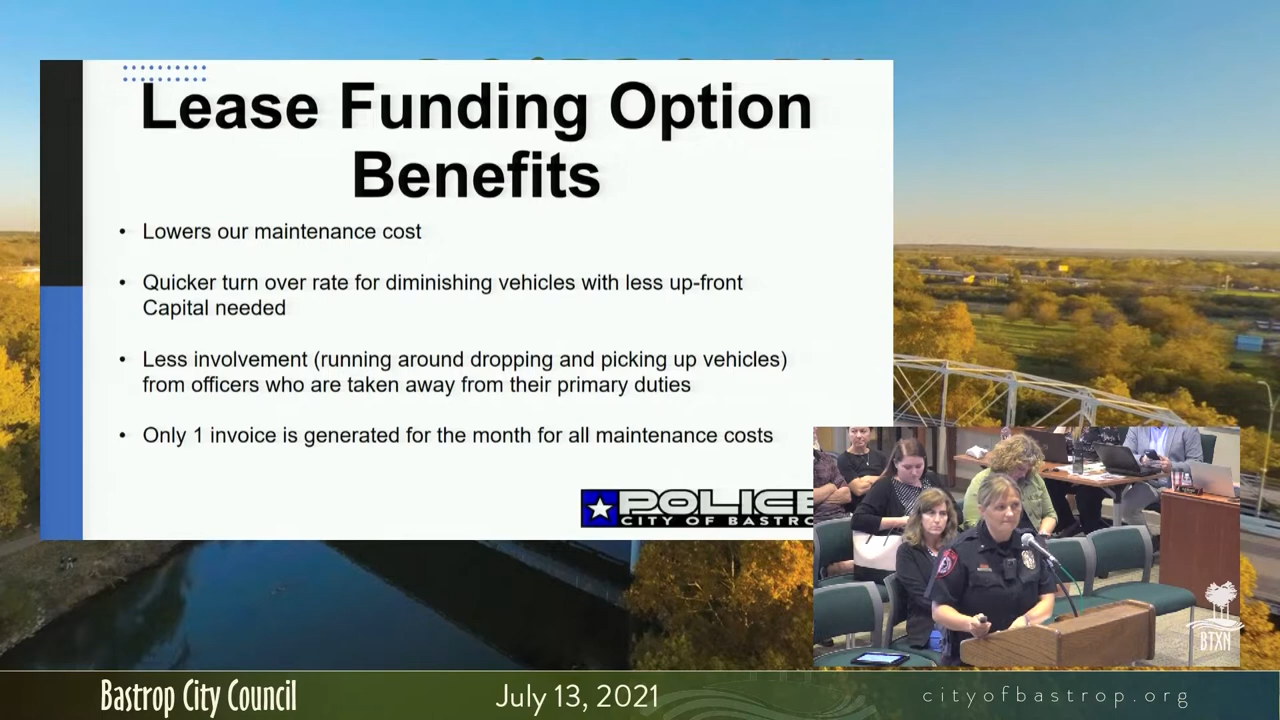 Lease Funding Option
Benefits
• Lowers our maintenance cost
• Quicker turn over rate for diminishing vehicles with less up-front
Capital needed
• Less involvement (running around dropping and picking up vehicles)
from officers who are taken away from their primary duties
• Only 1 invoice is generated for the month for all maintenance costs
POLICE
CITY OF BASTRO
BTXN
Bastrop City Council
July 13, 2021
cityofbastrop.org